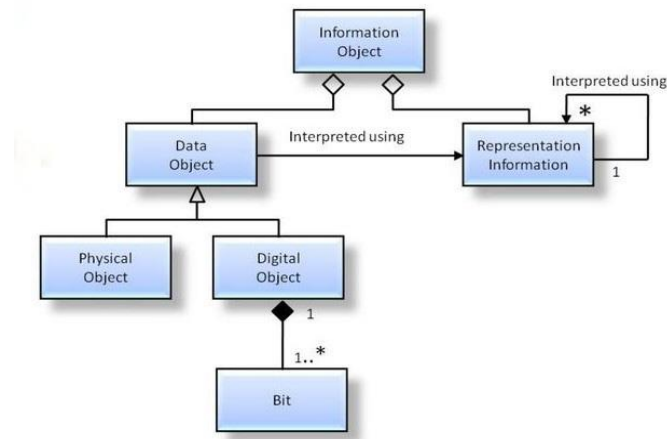 Information
Object
Interpreted using
*
Data
Object
Interpreted using
Representation
Information
1
Physical
Object
Digital
Object
1
1..*
Bit